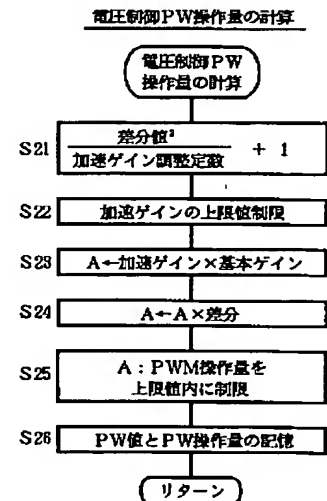 電圧制御PW操作量の計算
電圧制御PW
操作量の計算
S21
差分値²
加速ゲイン調整定数
+ 1
S22
加速ゲインの上限値制限
S23
A←加速ゲイン×基本ゲイン
S24
A←A×差分
S25
A:PWM操作量を
上限値内に制限
S26
PW値とPW操作量の記憶
リターン